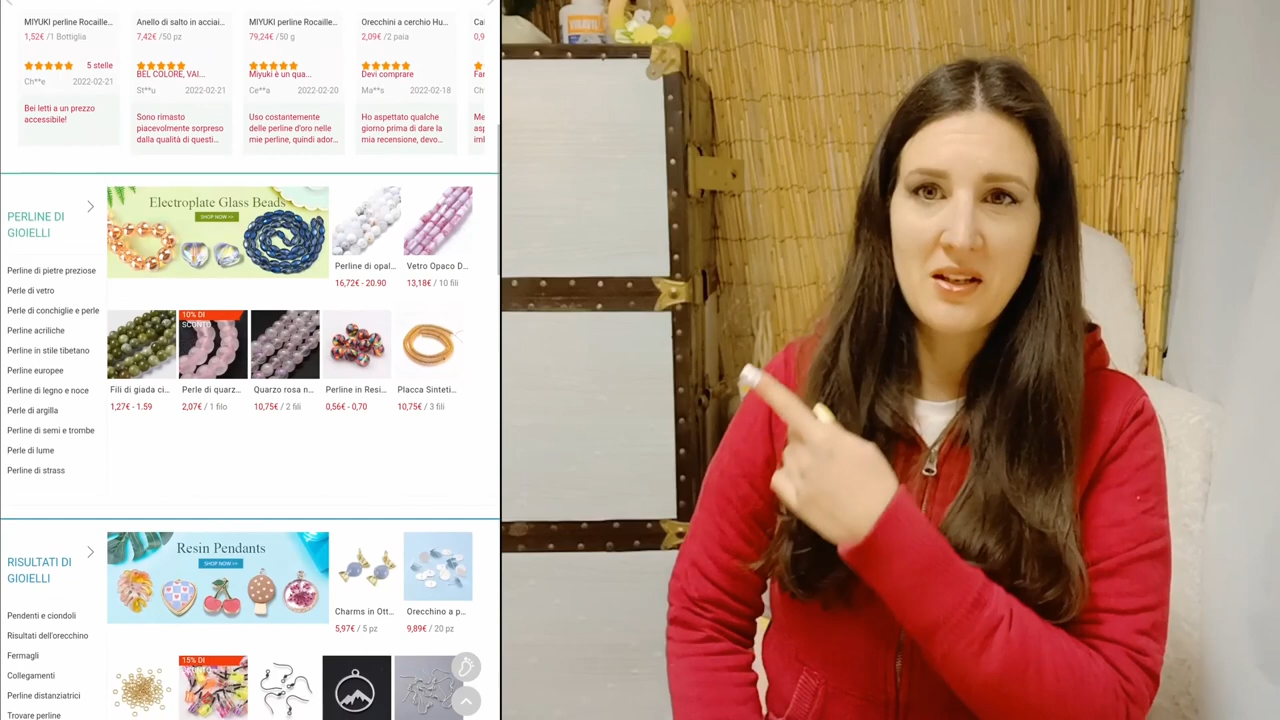 MIYUKI perline Rocaille...
1,52€ /1 Bottiglia
5 stelle
Ch**e 2022-02-21
Bei letti a un prezzo
accessibile!
Anello di salto in acciai...
7,42€ /50 pz
BEL COLORE, VAI...
St**u 2022-02-21
Sono rimasto
piacevolmente sorpreso
dalla qualità di questi...
MIYUKI perline Rocaille...
79,24€ /50 g
Miyuki è un qua...
Ce**a 2022-02-20
Uso costantemente
delle perline d'oro nelle
mie perline, quindi ador...
Orecchini a cerchio Hu...
2,09€ /2 paia
Devi comprare
Ma**s 2022-02-18
Ho aspettato qualche
giorno prima di dare la
mia recensione, devo...
PERLINE DI
GIOIELLI
Perline di pietre preziose
Perle di vetro
Perle di conchiglie e perle
Perline acriliche
Perline in stile tibetano
Perline europee
Perline di legno e noce
Perle di argilla
Perline di semi e trombe
Perle di lume
Perline di strass
Electroplate Glass Beads
SHOP NOW >>
Perline di opal...
16,72€ - 20.90
Vetro Opaco D...
13,18€ / 10 fili
10% DI
SCONTO
Fili di giada ci...
1,27€ - 1.59
Perle di quarz...
2,07€ / 1 filo
Quarzo rosa n...
10,75€ / 2 fili
Perline in Resi...
0,56€ - 0,70
Placca Sinteti...
10,75€ / 3 fili
RISULTATI DI
GIOIELLI
Pendenti e ciondoli
Risultati dell'orecchino
Fermagli
Collegamenti
Perline distanziatrici
Trovare perline
Resin Pendants
SHOP NOW >>
Charms in Ott...
5,97€ / 5 pz
Orecchino a p...
9,89€ / 20 pz
15% DI